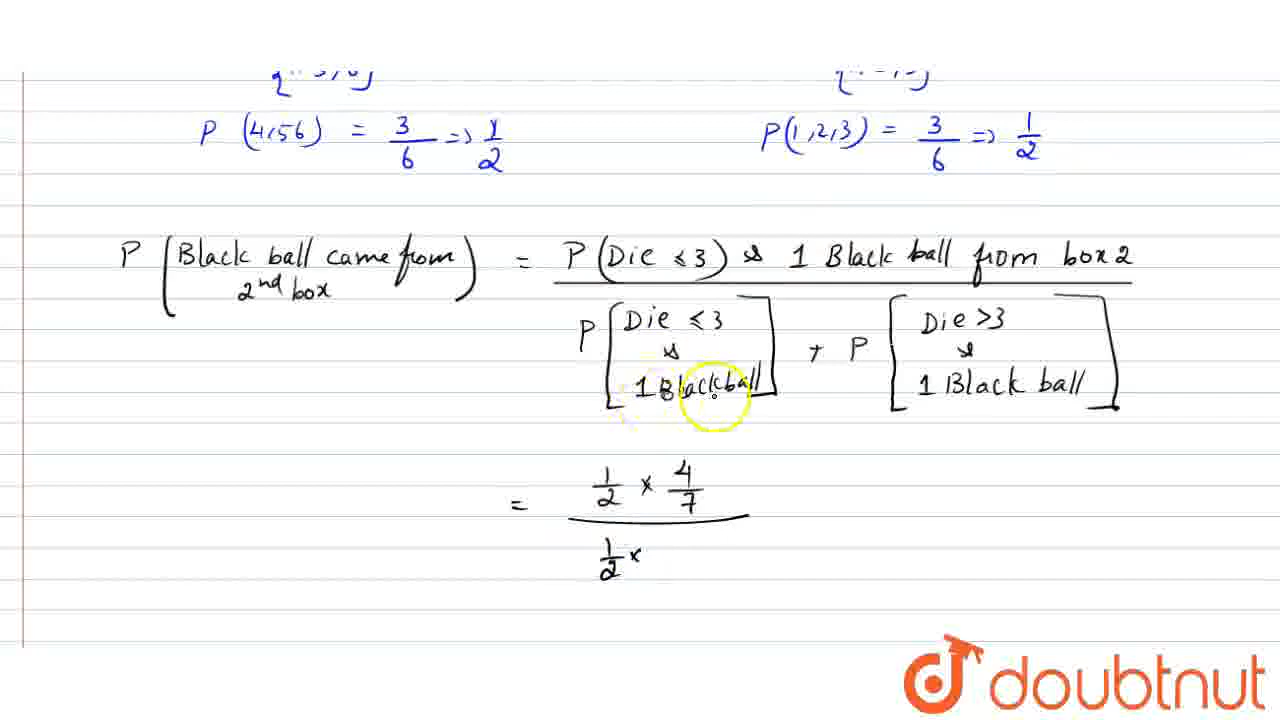 P (4,56) = 3/6 => 1/2
P(1,2,3) = 3/6 => 1/2
P (Black ball came from 2nd box) = P(Die ≤ 3) & 1 Black ball from box 2
P [Die ≤ 3 & 1 Black ball] + P [Die > 3 & 1 Black ball]
= 1/2 × 4/7
1/2 ×
doubtnut